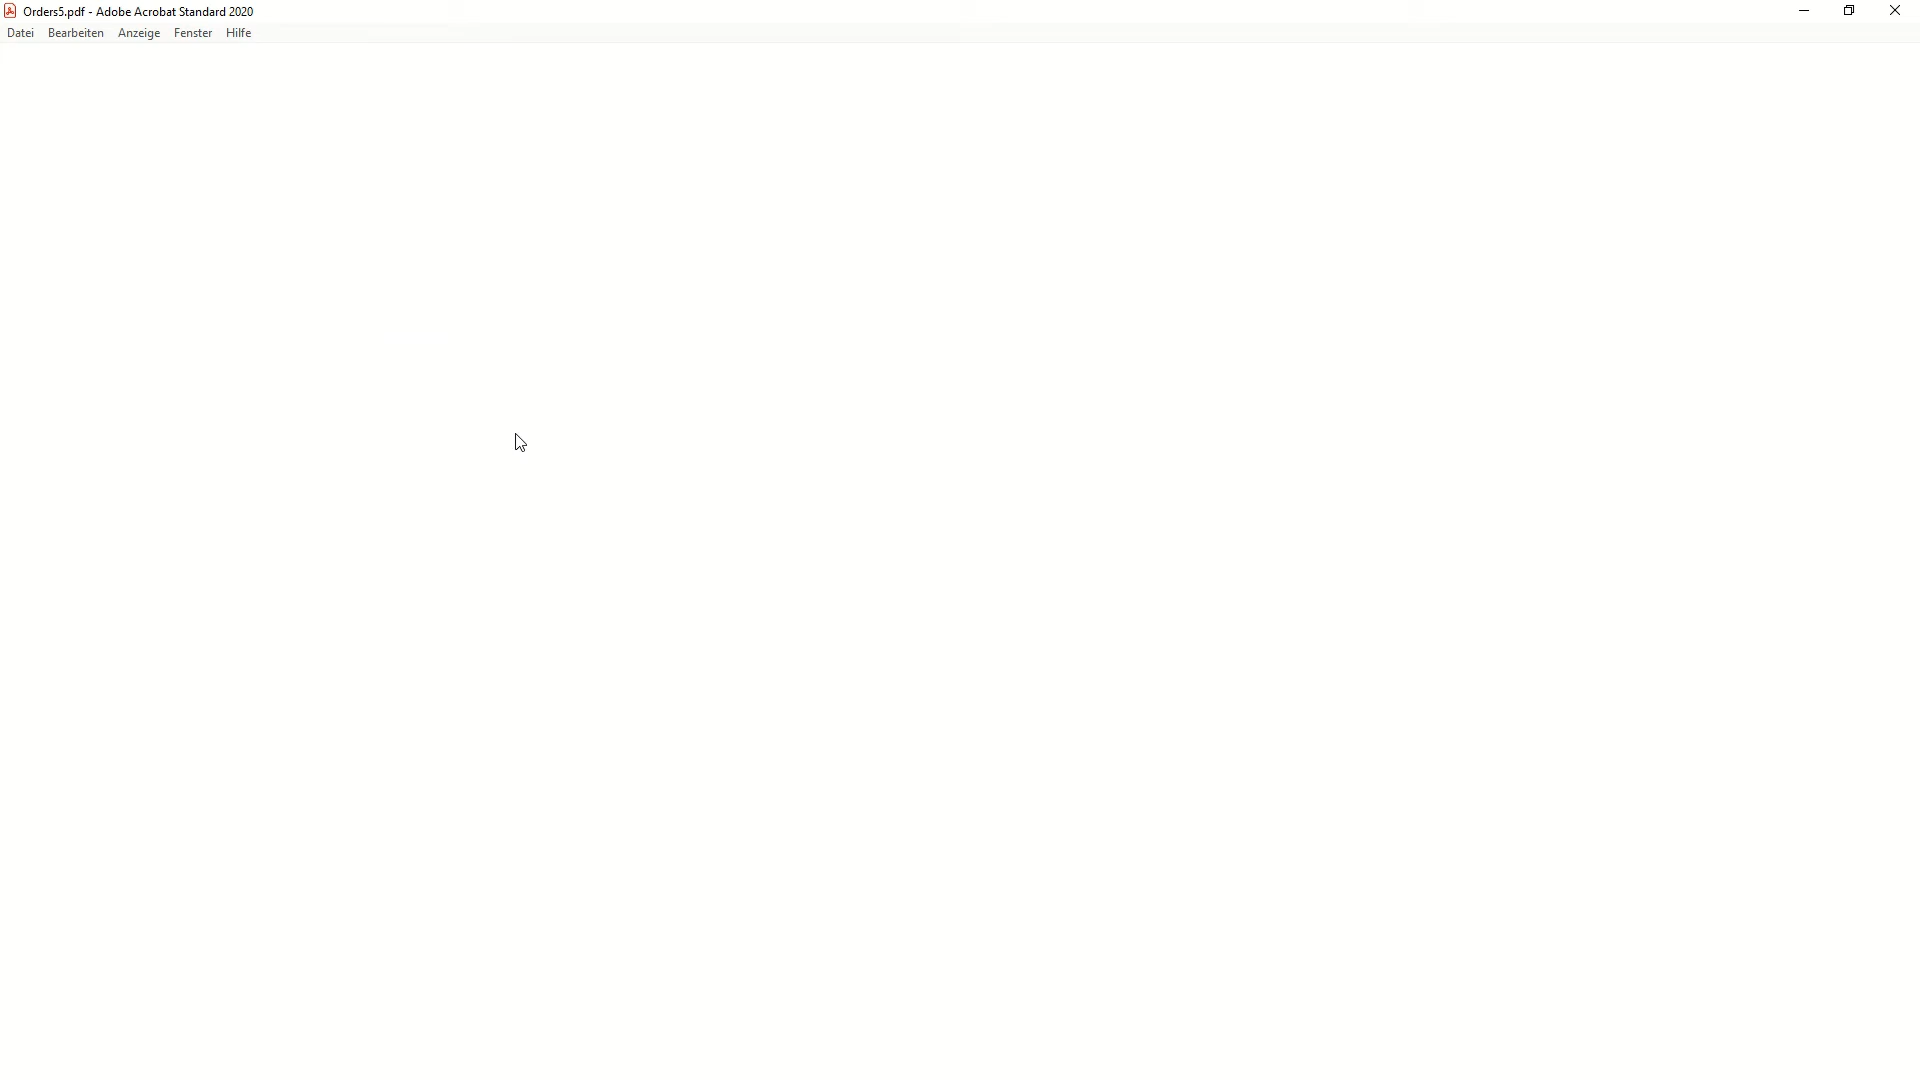 Orders5.pdf - Adobe Acrobat Standard 2020
Datei Bearbeiten Anzeige Fenster Hilfe